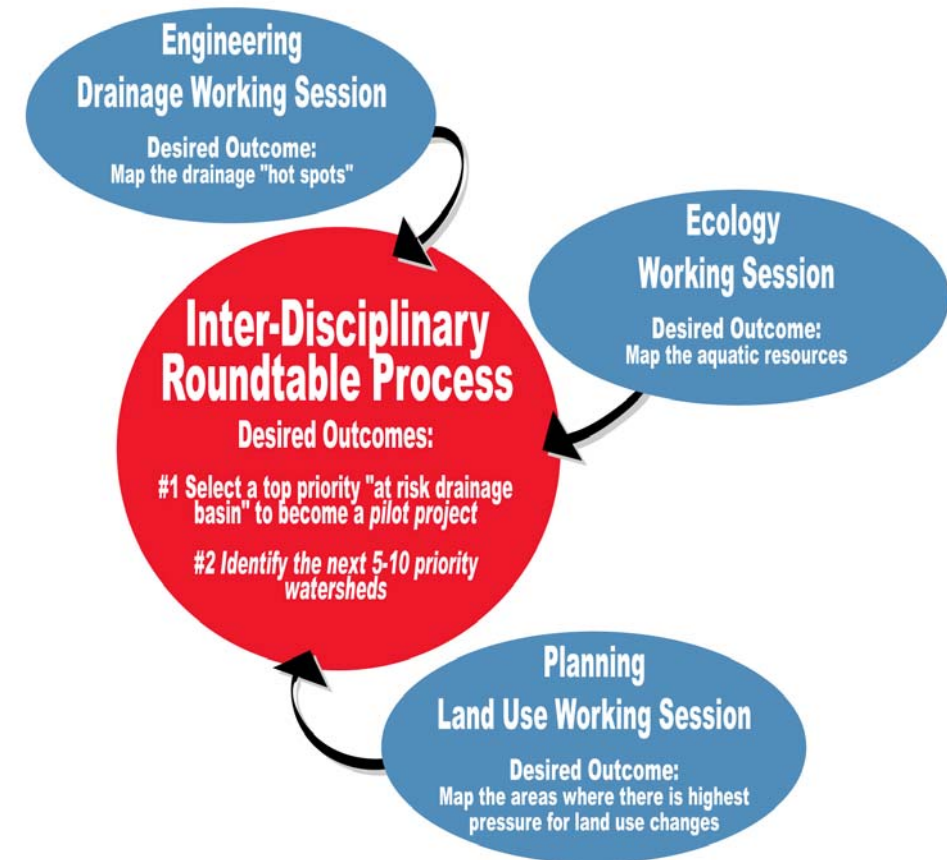 Engineering
Drainage Working Session
Desired Outcome:
Map the drainage "hot spots"
Ecology
Working Session
Desired Outcome:
Map the aquatic resources
Inter-Disciplinary
Roundtable Process
Desired Outcomes:
#1 Select a top priority "at risk drainage
basin" to become a pilot project
#2 Identify the next 5-10 priority
watersheds
Planning
Land Use Working Session
Desired Outcome:
Map the areas where there is highest
pressure for land use changes